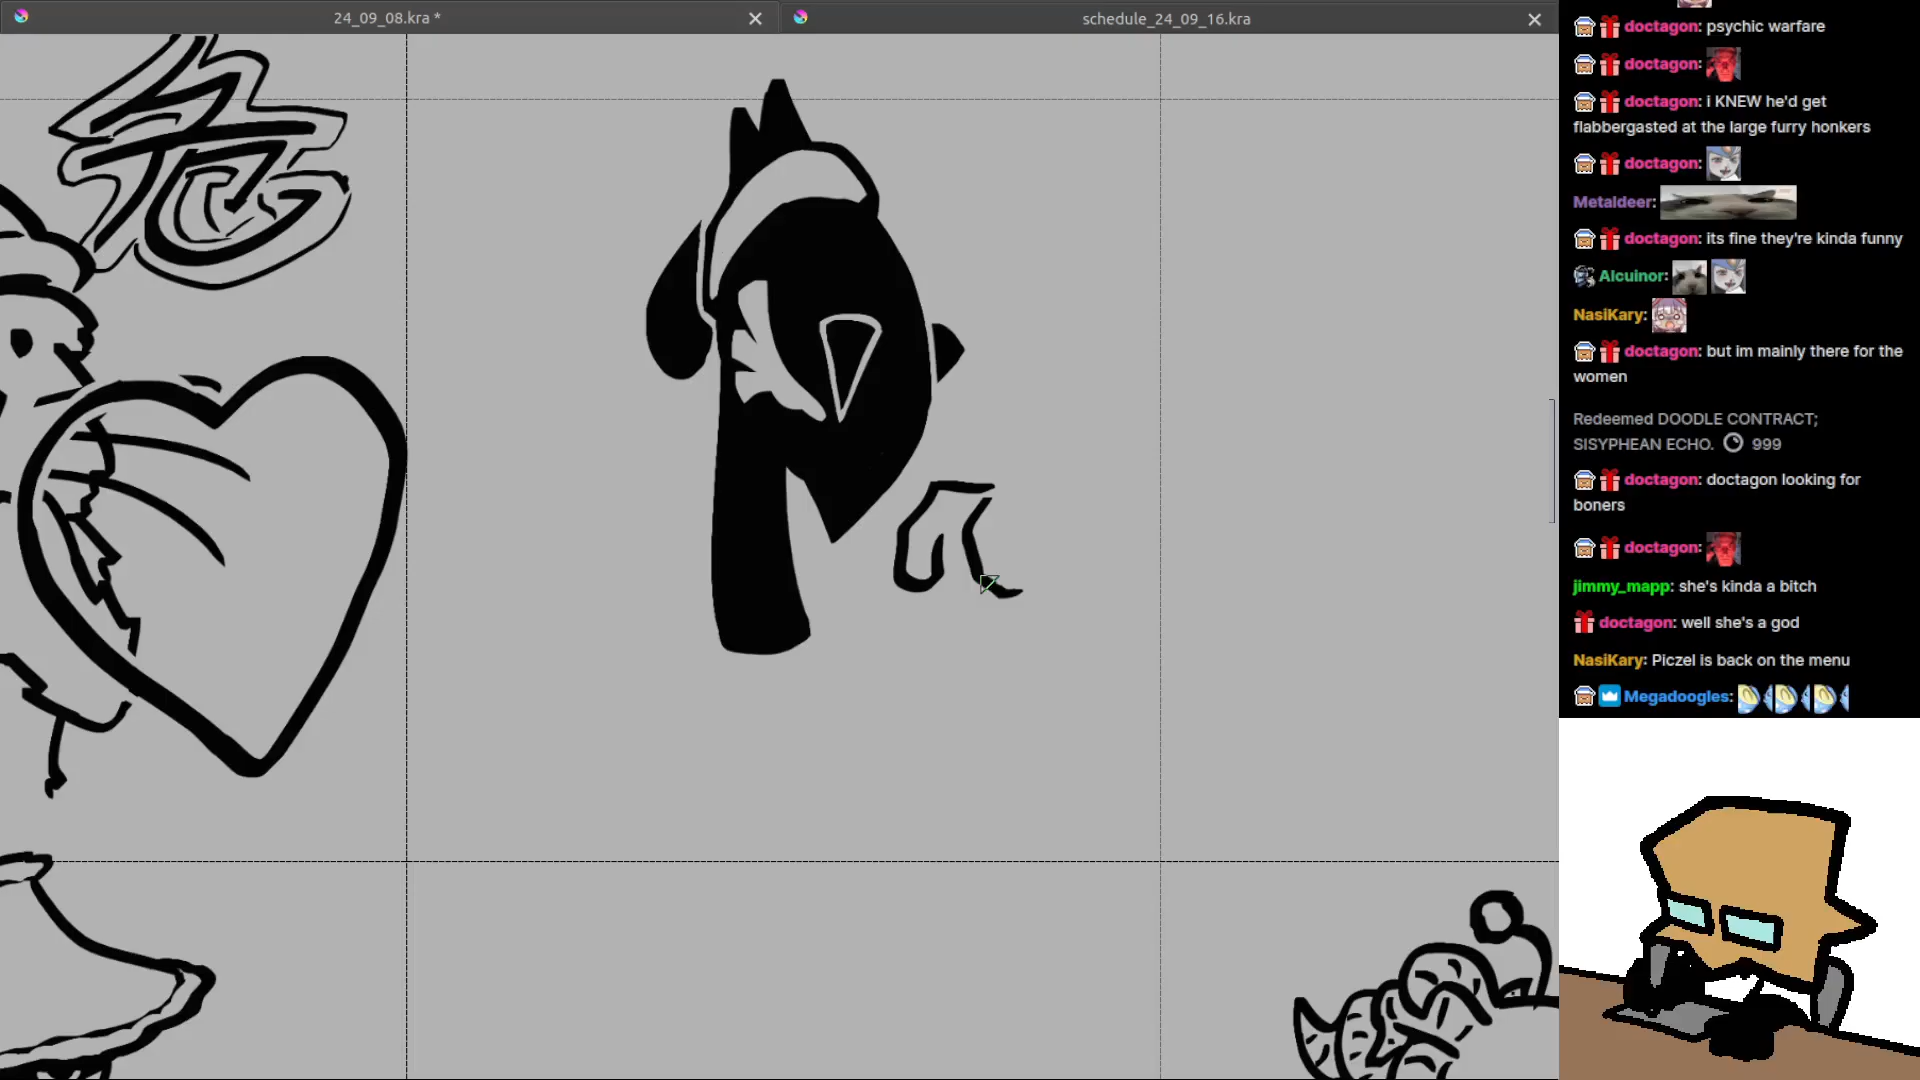 24_09_08.kra *
schedule_24_09_16.kra
doctagon: psychic warfare
doctagon:
doctagon: i KNEW he'd get
flabbergasted at the large furry honkers
doctagon:
Metaldeer:
doctagon: its fine they're kinda funny
Alcuinor:
NasiKary:
doctagon: but im mainly there for the
women
Redeemed DOODLE CONTRACT;
SISYPHEAN ECHO. 999
doctagon: doctagon looking for
boners
doctagon:
jimmy_mapp: she's kinda a bitch
doctagon: well she's a god
NasiKary: Piczel is back on the menu
Megadoogles: